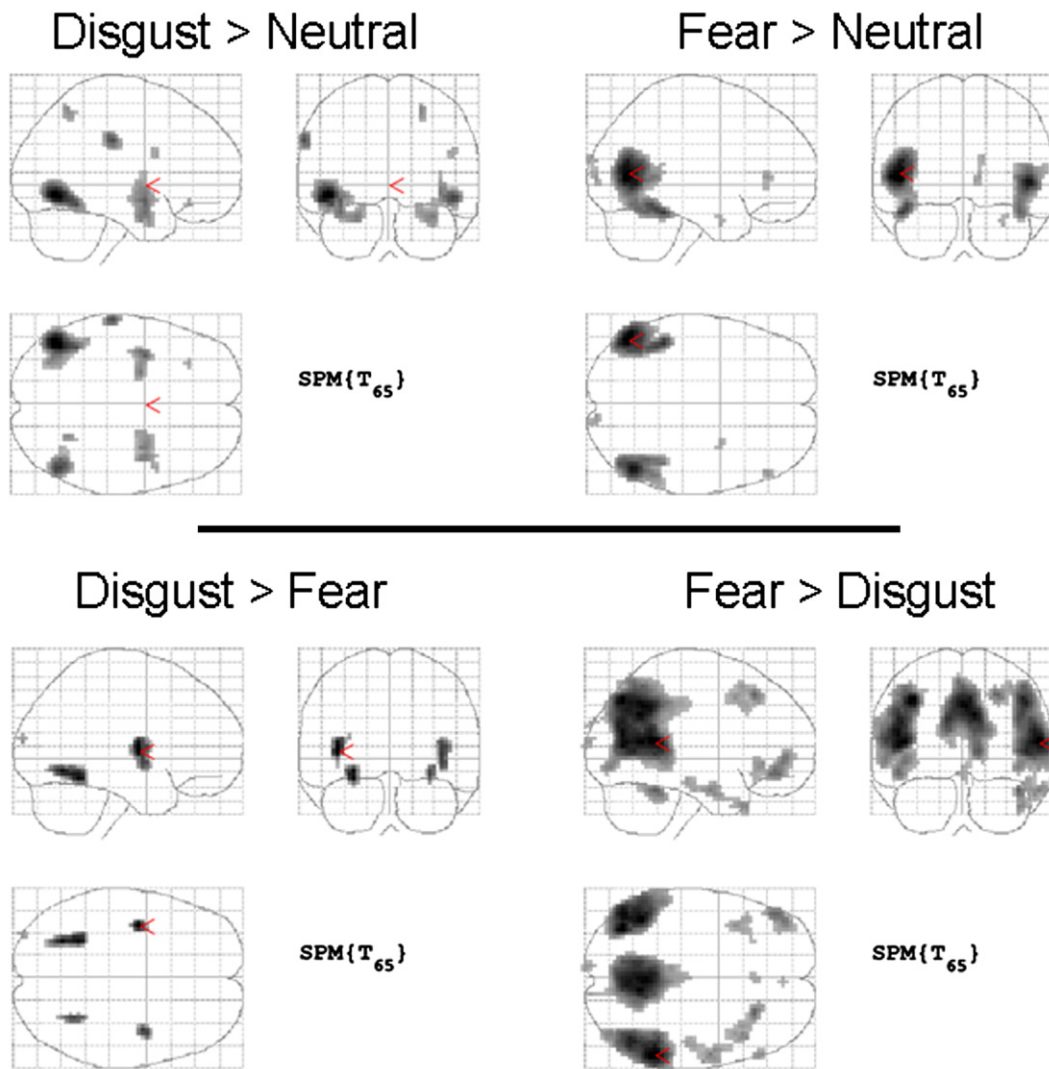 Disgust > Neutral
Fear > Neutral
SPM{T65}
SPM{T65}
Disgust > Fear
Fear > Disgust
SPM{T65}
SPM{T65}